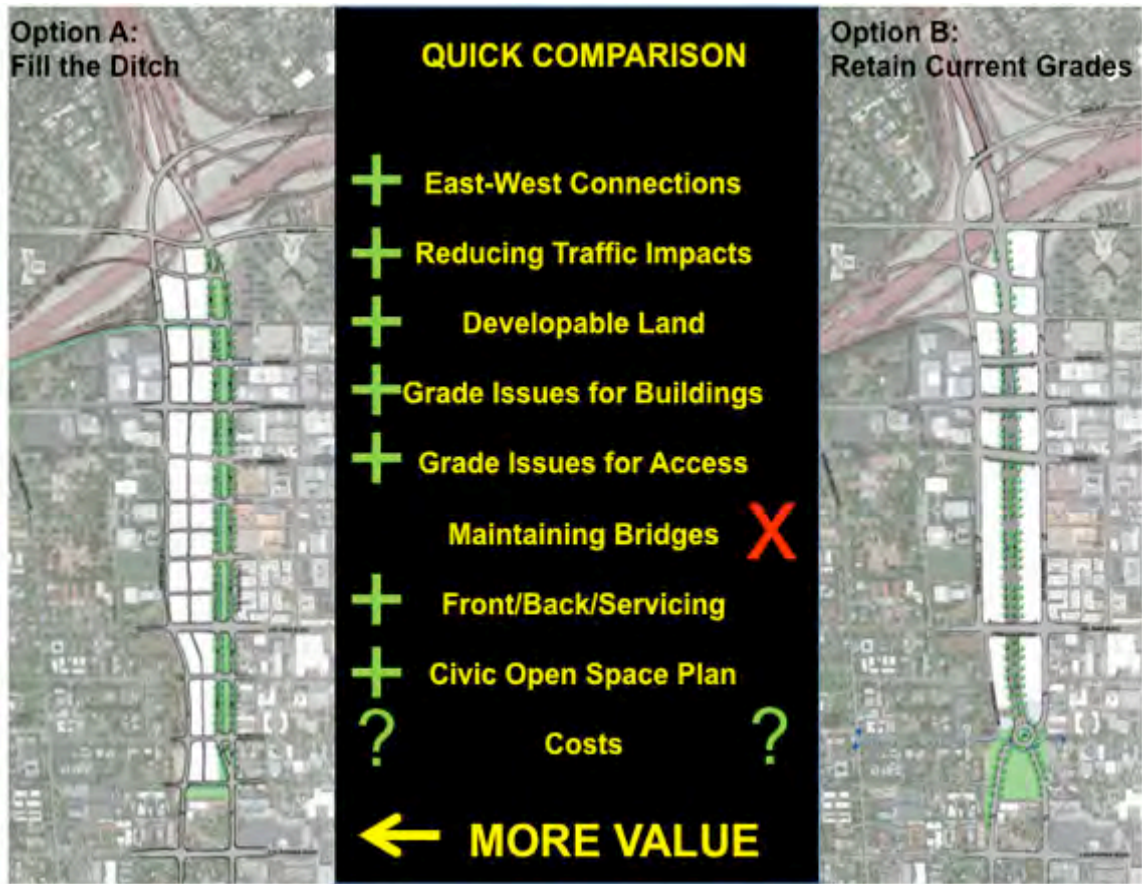 Option A:
Fill the Ditch
QUICK COMPARISON
Option B:
Retain Current Grades
+ East-West Connections
+ Reducing Traffic Impacts
+ Developable Land
+ Grade Issues for Buildings
+ Grade Issues for Access
Maintaining Bridges X
+ Front/Back/Servicing
+ Civic Open Space Plan
? Costs ?
← MORE VALUE